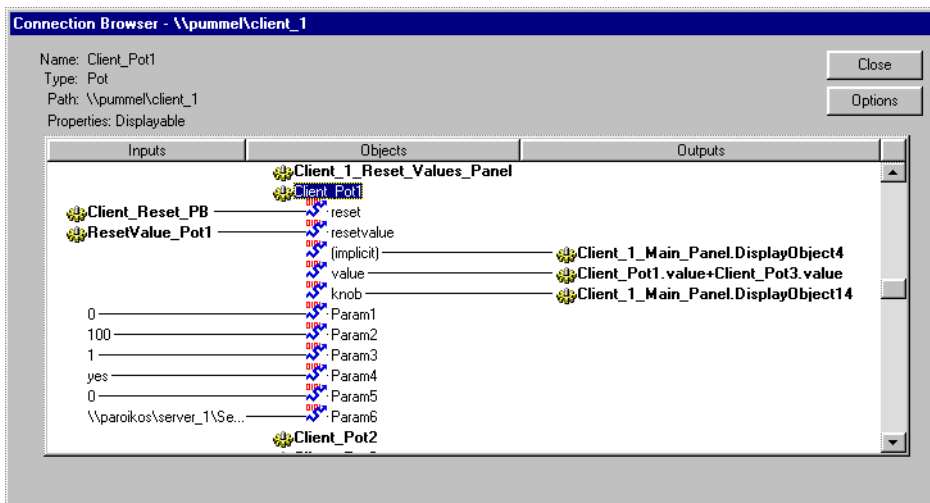 Connection Browser - \\pummel\client_1
Name: Client_Pot1
Type: Pot
Path: \\pummel\client_1
Properties: Displayable
Close
Options
Inputs Objects Outputs
Client_1_Reset_Values_Panel
Client_Pot1
Client_Reset_PB reset
ResetValue_Pot1 resetvalue
(implicit) Client_1_Main_Panel.DisplayObject4
value Client_Pot1.value+Client_Pot3.value
knob Client_1_Main_Panel.DisplayObject14
0 Param1
100 Param2
1 Param3
yes Param4
0 Param5
\\paroikos\server_1\Se... Param6
Client_Pot2